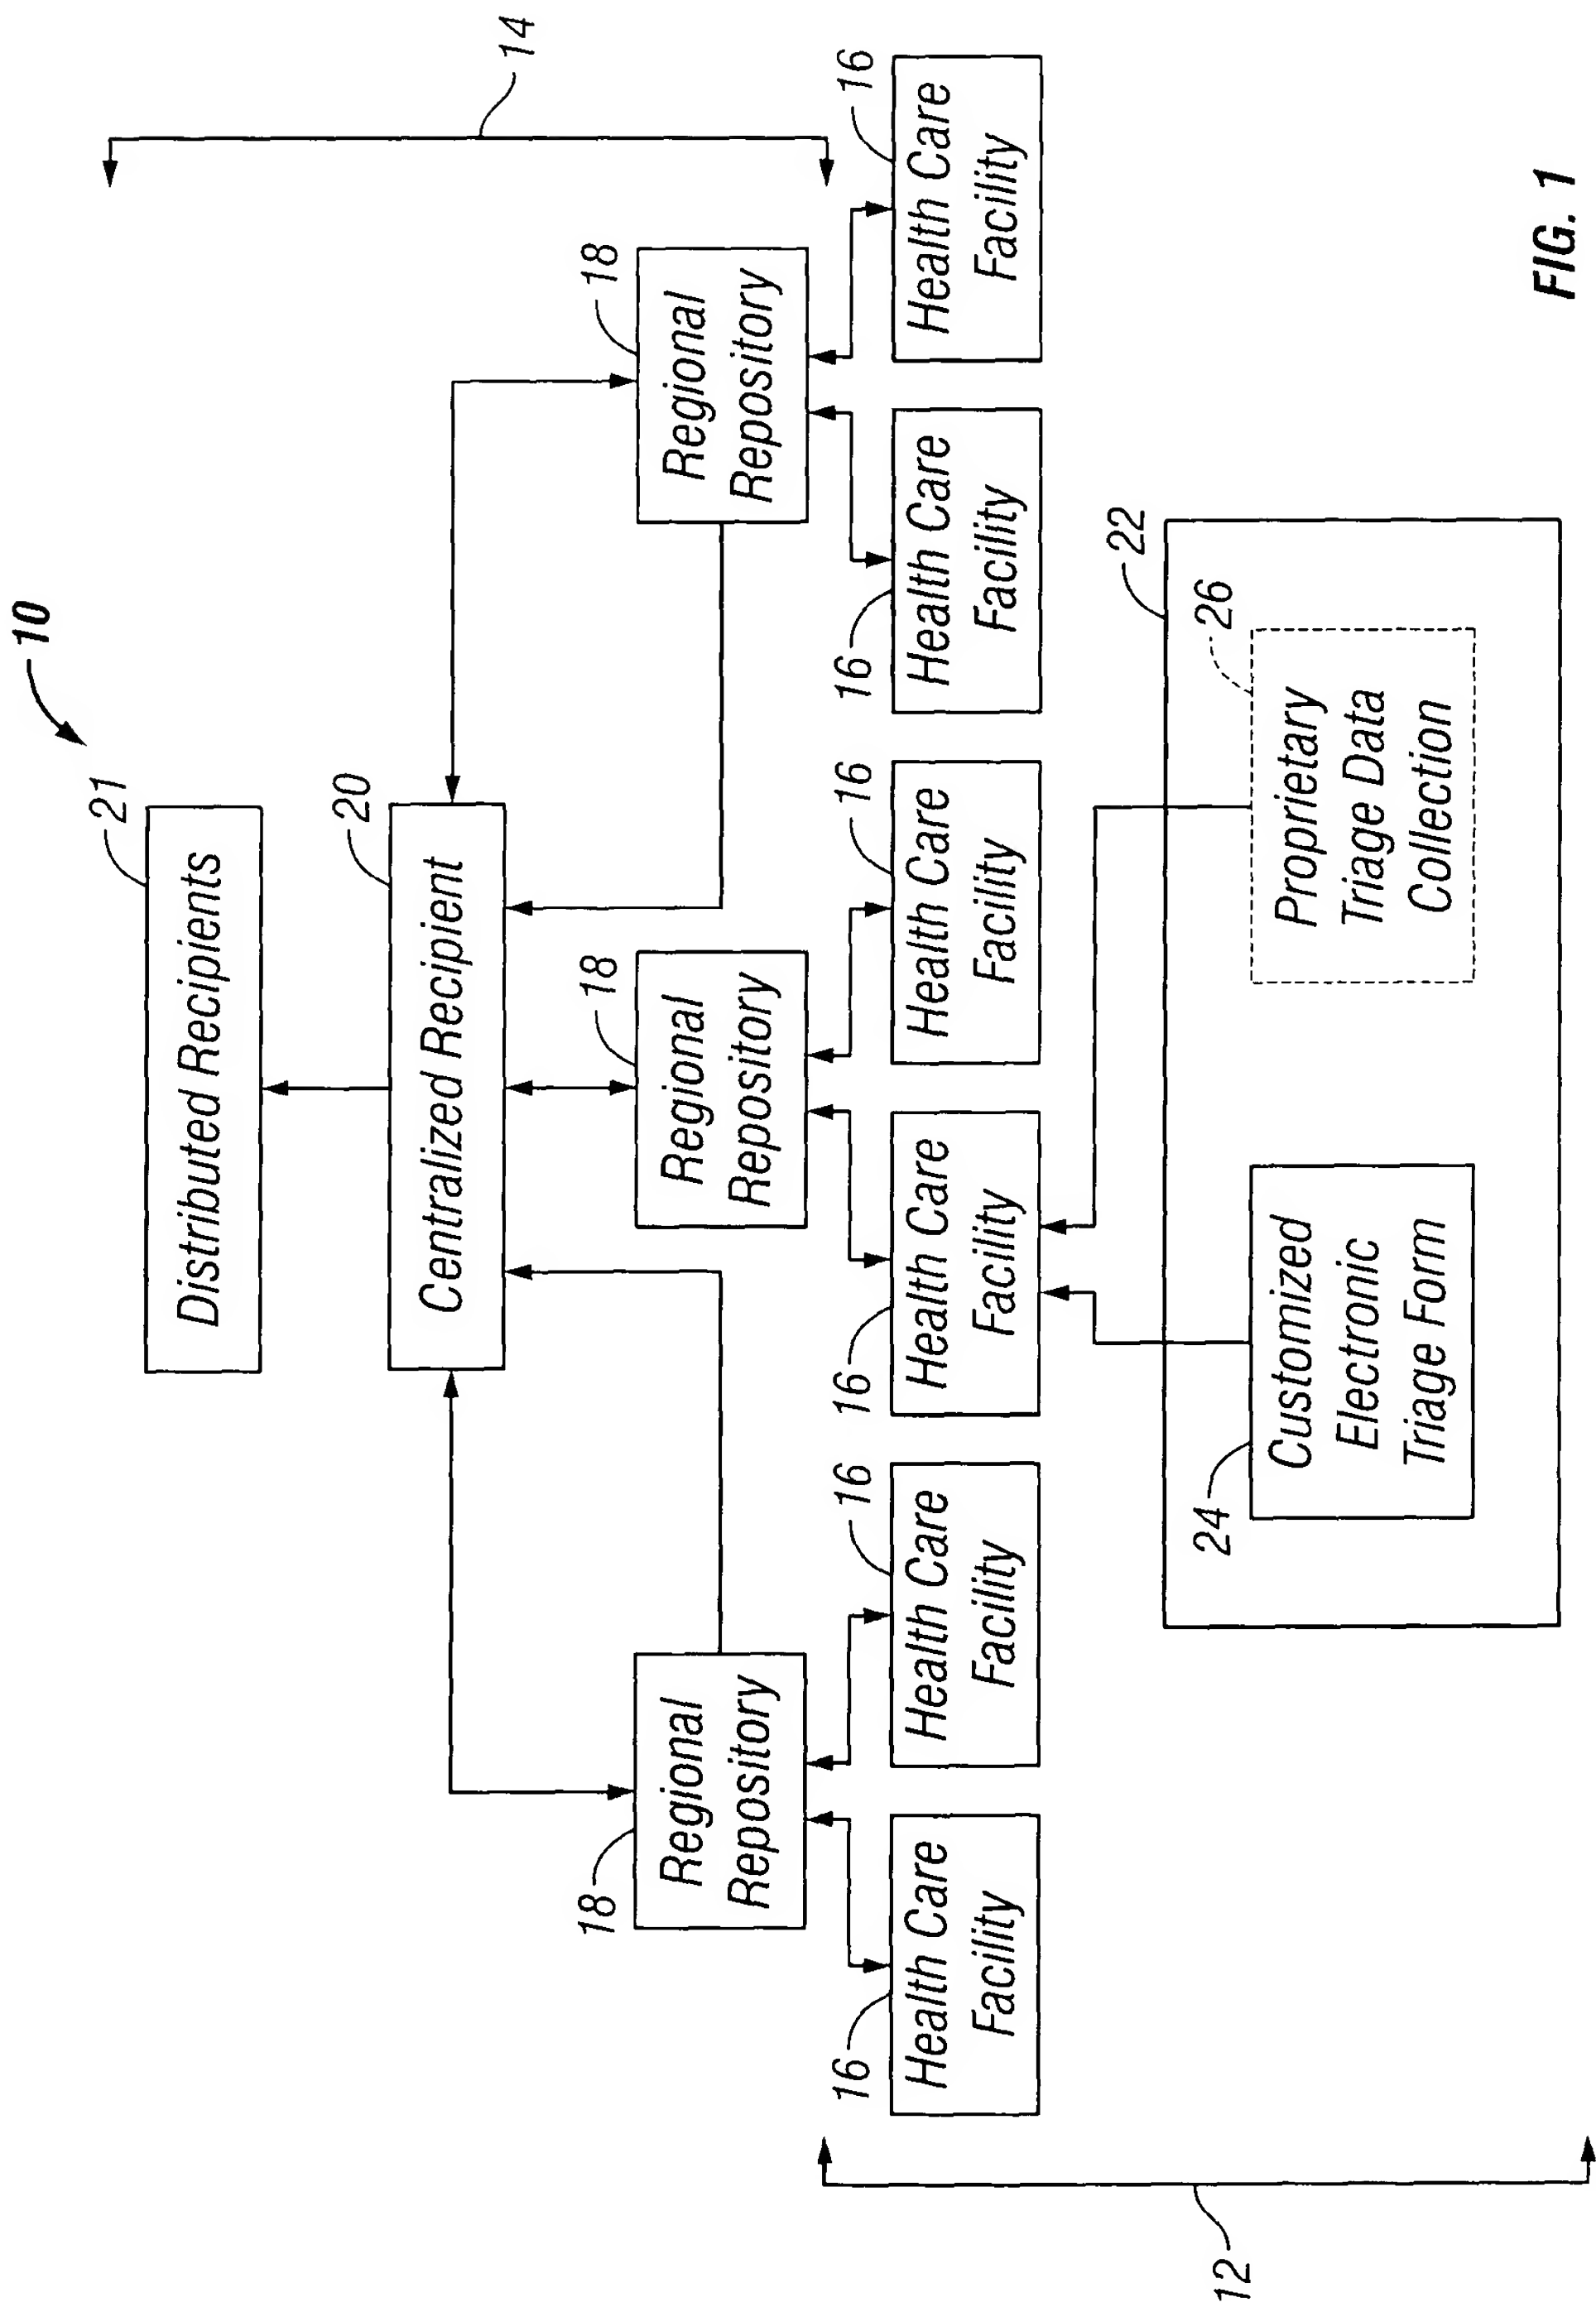 10
21
Distributed Recipients
20
Centralized Recipient
14
18
Regional
Repository
18
Regional
Repository
18
Regional
Repository
16
Health Care
Facility
16
Health Care
Facility
16
Health Care
Facility
16
Health Care
Facility
16
Health Care
Facility
16
Health Care
Facility
12
22
24
Customized
Electronic
Triage Form
26
Proprietary
Triage Data
Collection
FIG. 1